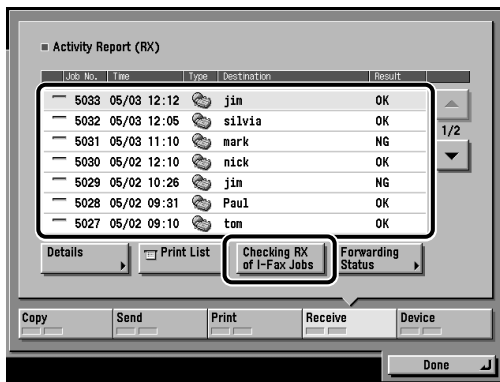 Activity Report (RX)
Job No. Time Type Destination Result
5033 05/03 12:12 jim OK
5032 05/03 12:05 silvia OK
5031 05/03 11:10 mark NG
5030 05/02 12:10 nick OK
5029 05/02 10:26 jim NG
5028 05/02 09:31 Paul OK
5027 05/02 09:10 tom OK
1/2
Details Print List Checking RX of I-Fax Jobs Forwarding Status
Copy Send Print Receive Device
Done